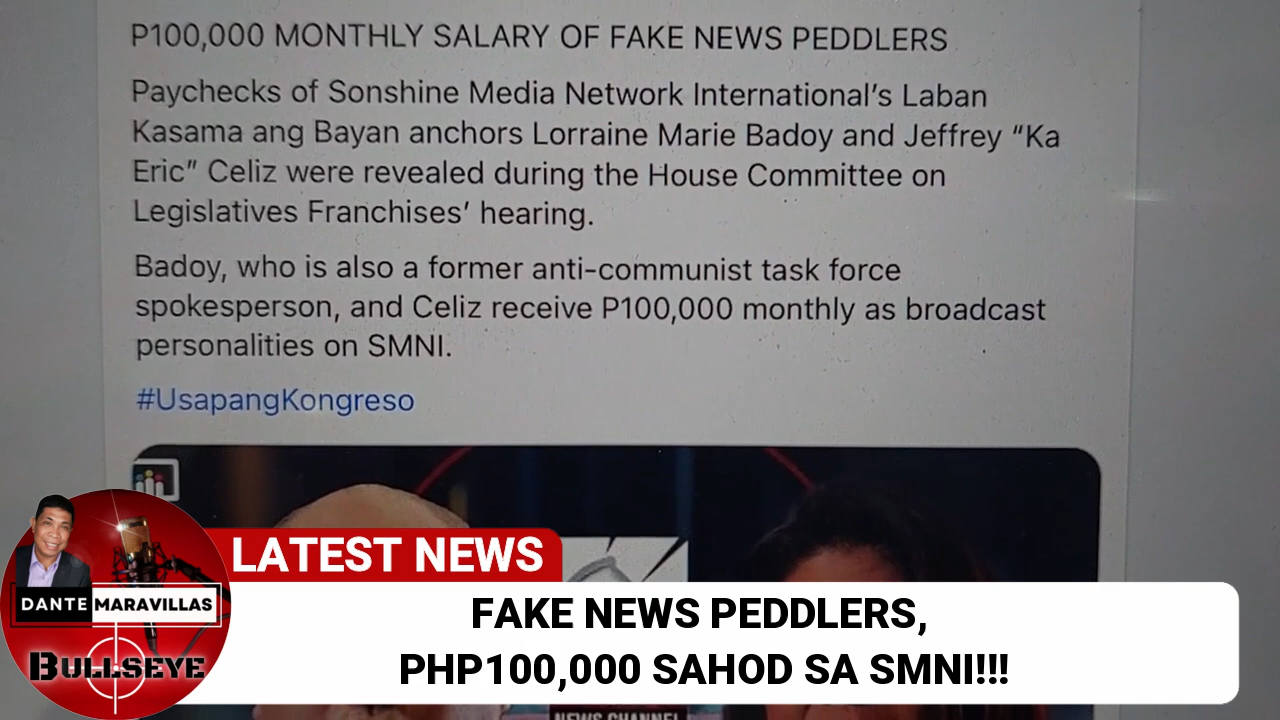 P100,000 MONTHLY SALARY OF FAKE NEWS PEDDLERS
Paychecks of Sonshine Media Network International's Laban
Kasama ang Bayan anchors Lorraine Marie Badoy and Jeffrey “Ka
Eric” Celiz were revealed during the House Committee on
Legislatives Franchises’ hearing.
Badoy, who is also a former anti-communist task force
spokesperson, and Celiz receive P100,000 monthly as broadcast
personalities on SMNI.
#UsapangKongreso
LATEST NEWS
DANTE MARAVILLAS
BULLSEYE
FAKE NEWS PEDDLERS,
PHP100,000 SAHOD SA SMNI!!!
NEWS CHANNEL